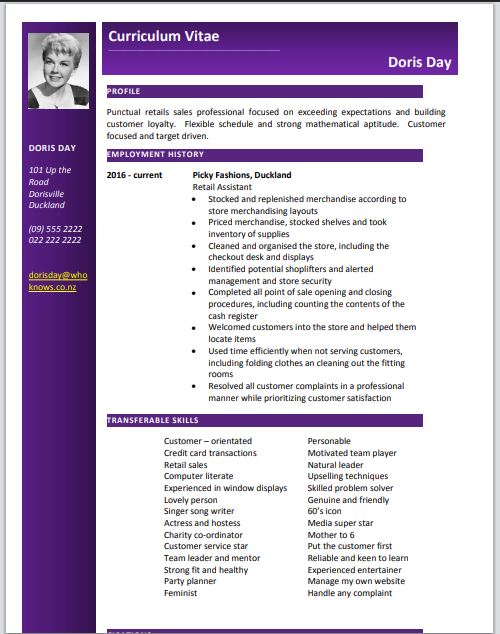 Curriculum Vitae
Doris Day
DORIS DAY
101 Up the
Road
Dorisville
Duckland
(09) 555 2222
022 222 2222
dorisday@who
knows.co.nz
PROFILE
Punctual retails sales professional focused on exceeding expectations and building
customer loyalty. Flexible schedule and strong mathematical aptitude. Customer
focused and target driven.
EMPLOYMENT HISTORY
2016 - current Picky Fashions, Duckland
Retail Assistant
• Stocked and replenished merchandise according to
store merchandising layouts
• Priced merchandise, stocked shelves and took
inventory of supplies
• Cleaned and organised the store, including the
checkout desk and displays
• Identified potential shoplifters and alerted
management and store security
• Completed all point of sale opening and closing
procedures, including counting the contents of the
cash register
• Welcomed customers into the store and helped them
locate items
• Used time efficiently when not serving customers,
including folding clothes an cleaning out the fitting
rooms
• Resolved all customer complaints in a professional
manner while prioritizing customer satisfaction
TRANSFERABLE SKILLS
Customer – orientated Personable
Credit card transactions Motivated team player
Retail sales Natural leader
Computer literate Upselling techniques
Experienced in window displays Skilled problem solver
Lovely person Genuine and friendly
Singer song writer 60's icon
Actress and hostess Media super star
Charity co-ordinator Mother to 6
Customer service star Put the customer first
Team leader and mentor Reliable and keen to learn
Strong fit and healthy Experienced entertainer
Party planner Manage my own website
Feminist Handle any complaint